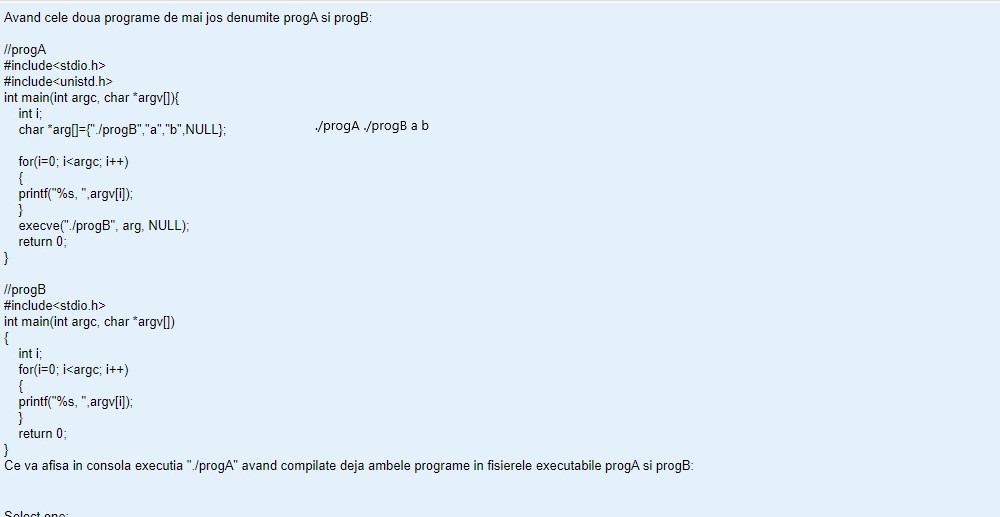 Avand cele doua programe de mai jos denumite progA si progB:
//progA
#include<stdio.h>
#include<unistd.h>
int main(int argc, char *argv[]){
int i;
char *arg[]={"./progB","a","b",NULL};
./progA ./progB a b
for(i=0; i<argc; i++)
{
printf("%s, ",argv[i]);
}
execve("./progB", arg, NULL);
return 0;
}
//progB
#include<stdio.h>
int main(int argc, char *argv[])
{
int i;
for(i=0; i<argc; i++)
{
printf("%s, ",argv[i]);
}
return 0;
}
Ce va afisa in consola executia "./progA" avand compilate deja ambele programe in fisierele executabile progA si progB:
Select one: